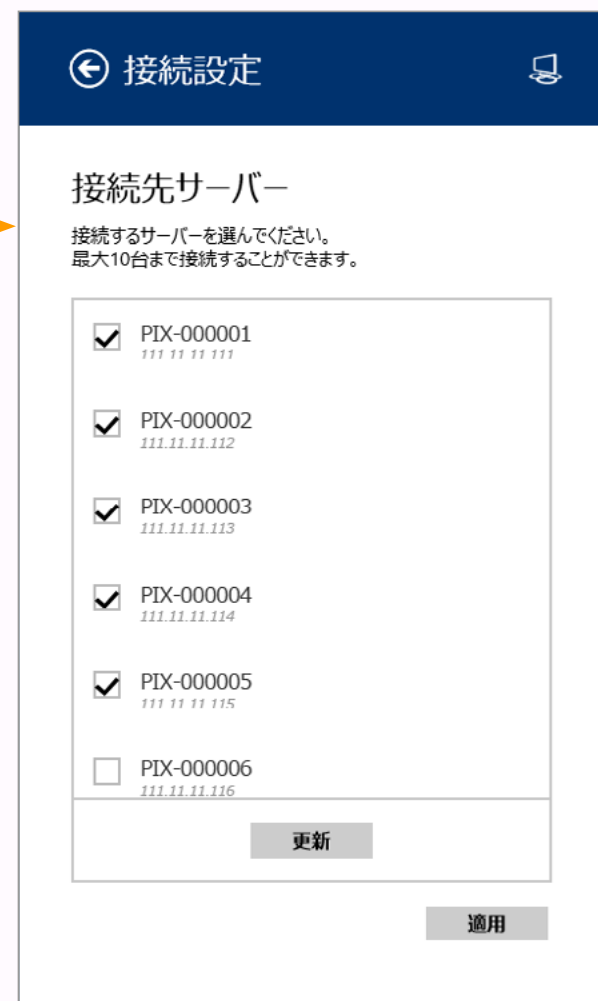 接続設定
接続先サーバー
接続するサーバーを選んでください。
最大10台まで接続することができます。
PIX-000001
111 11 11 111
PIX-000002
111.11.11.112
PIX-000003
111.11.11.113
PIX-000004
111.11.11.114
PIX-000005
111 11 11 115
PIX-000006
111.11.11.116
更新
適用